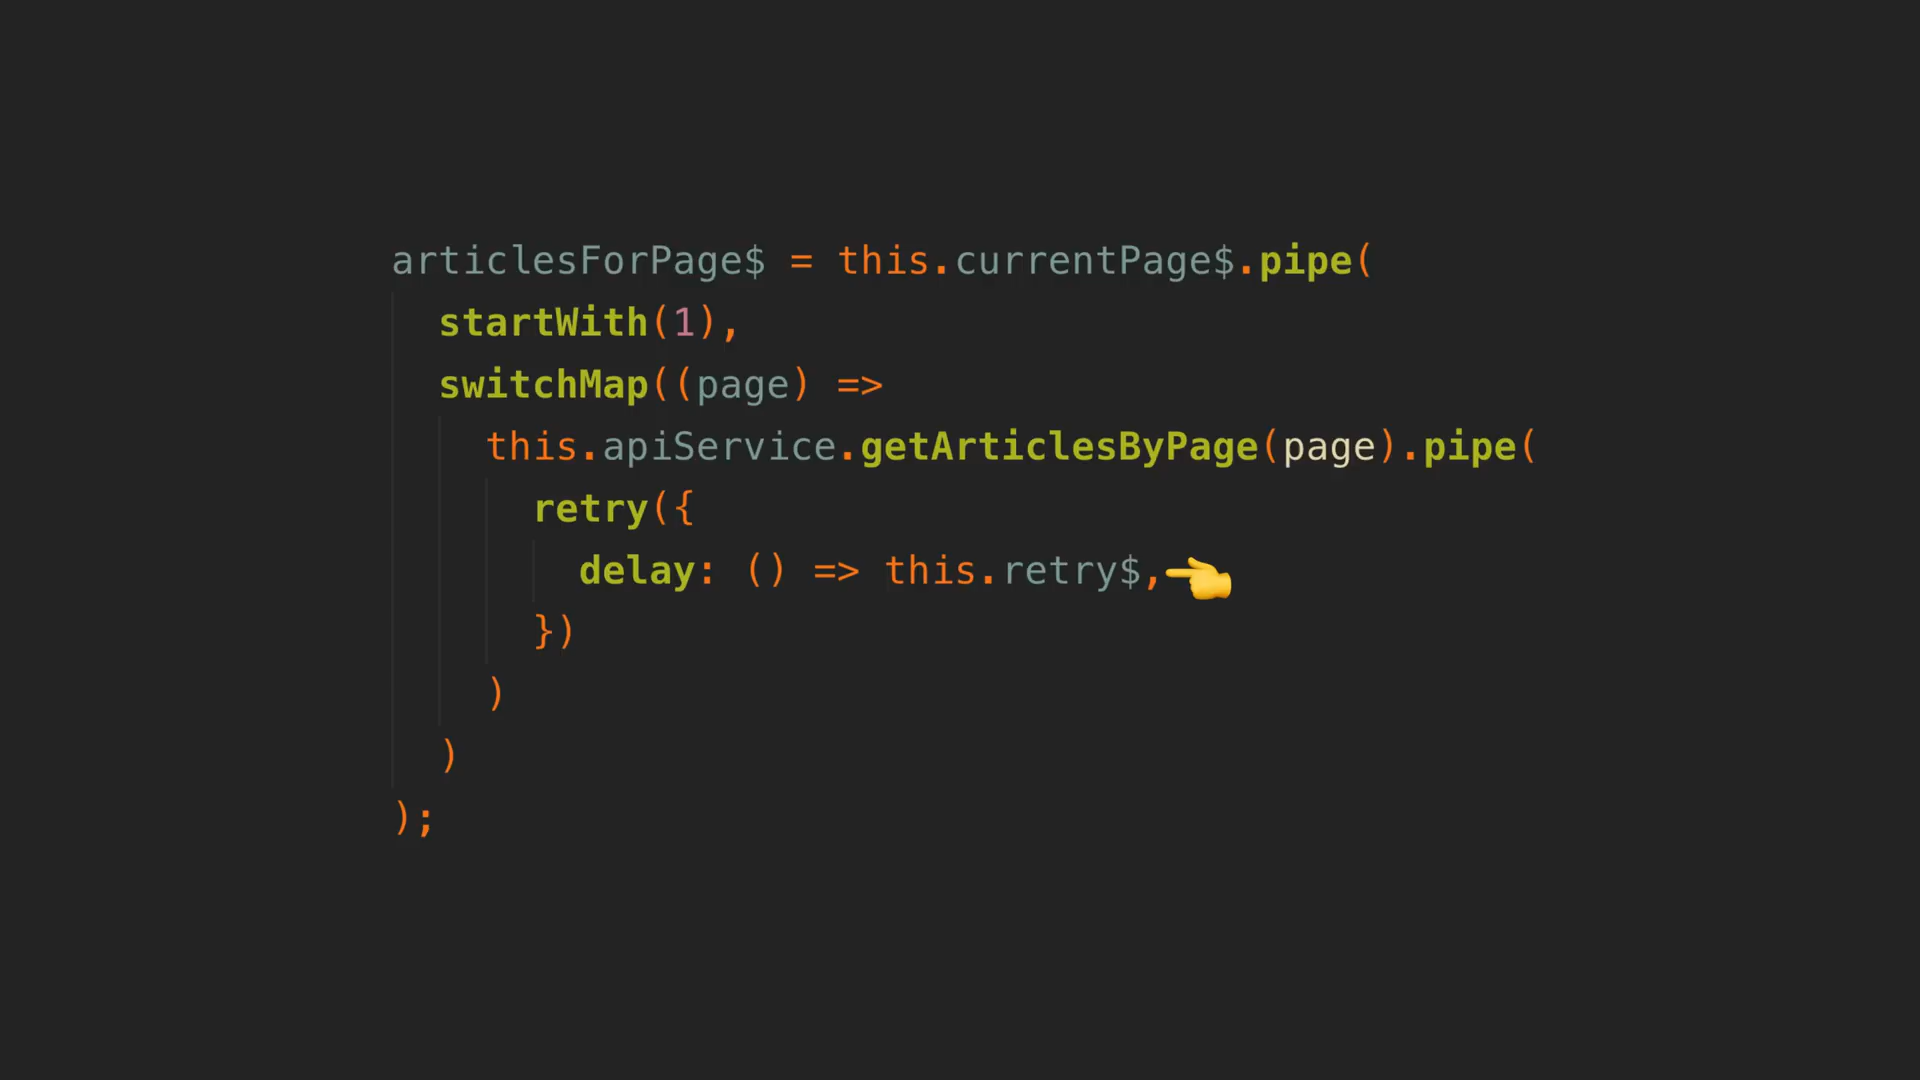 articlesForPage$ = this.currentPage$.pipe(
startWith(1),
switchMap((page) =>
this.apiService.getArticlesByPage(page).pipe(
retry({
delay: () => this.retry$,
})
)
)
);